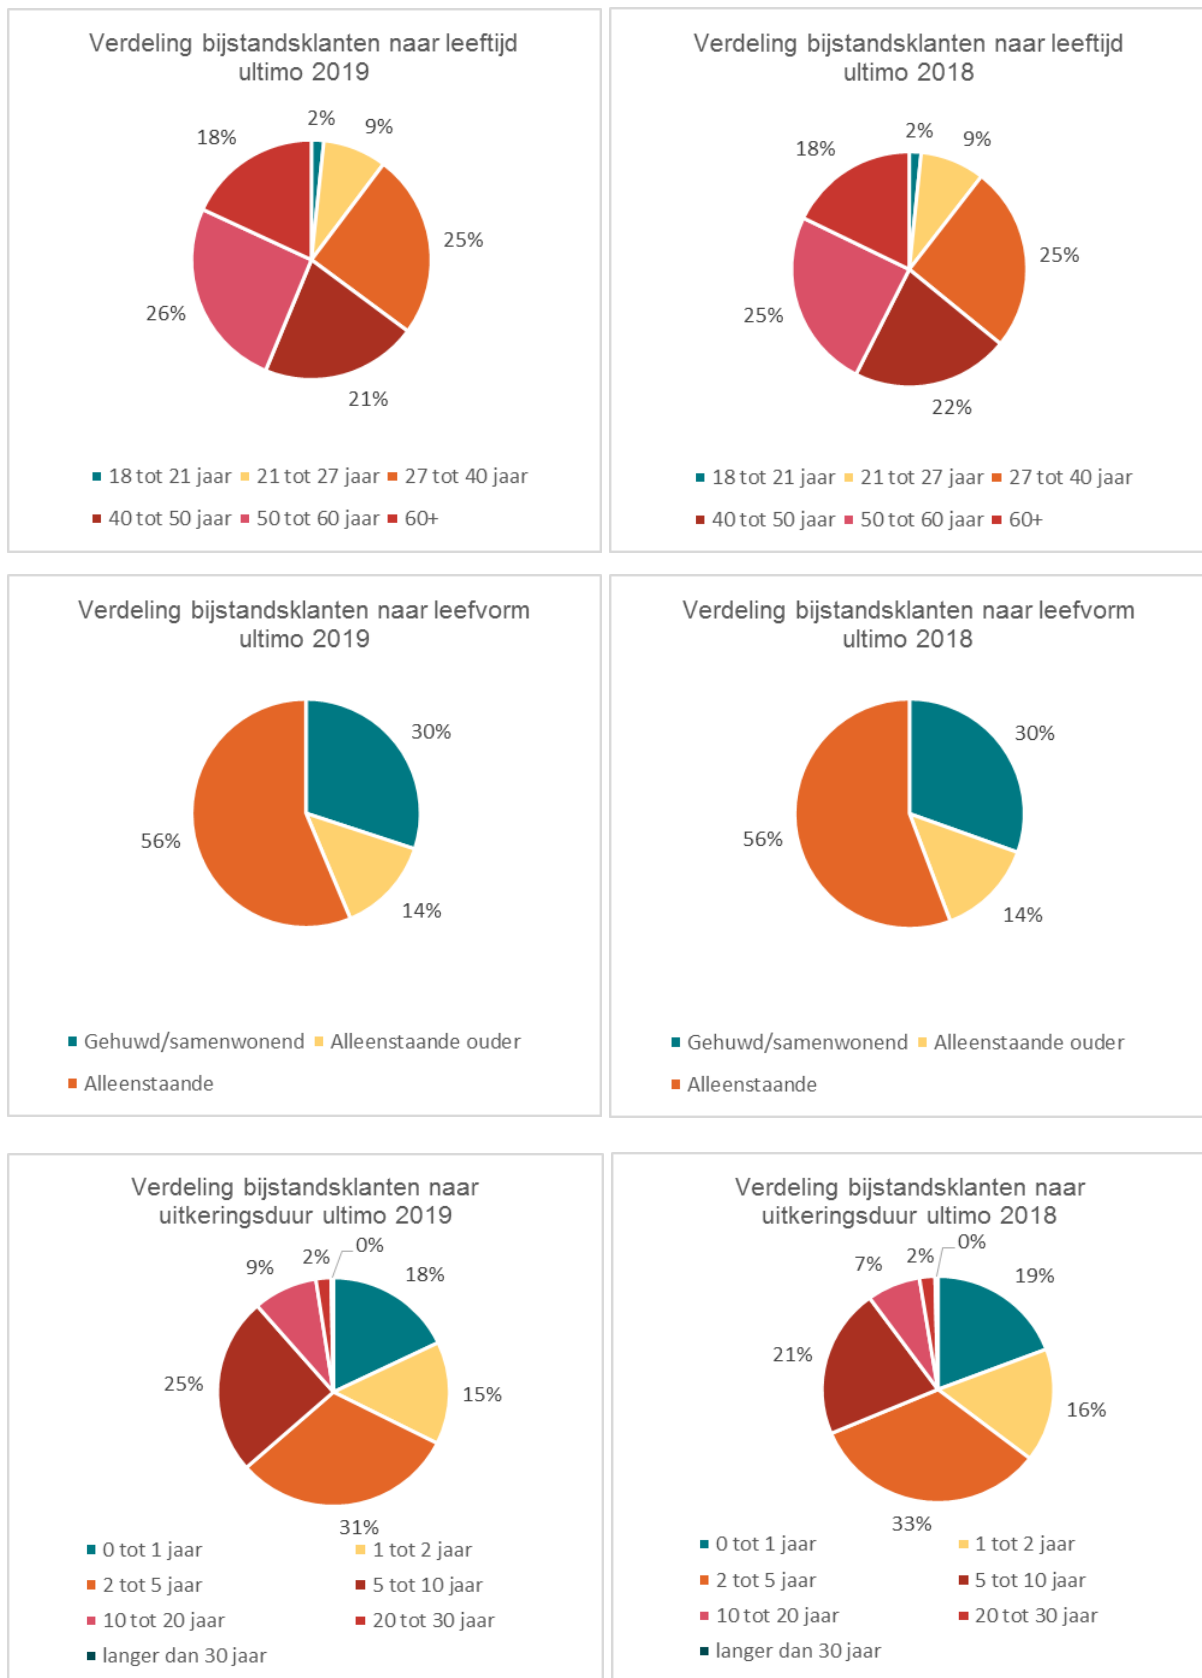 Verdeling bijstandsklanten naar leeftijd
ultimo 2019
2%
9%
18%
25%
26%
21%
18 tot 21 jaar 21 tot 27 jaar 27 tot 40 jaar
40 tot 50 jaar 50 tot 60 jaar 60+
Verdeling bijstandsklanten naar leeftijd
ultimo 2018
2%
9%
18%
25%
25%
22%
18 tot 21 jaar 21 tot 27 jaar 27 tot 40 jaar
40 tot 50 jaar 50 tot 60 jaar 60+
Verdeling bijstandsklanten naar leefvorm
ultimo 2019
30%
56%
14%
Gehuwd/samenwonend Alleenstaande ouder
Alleenstaande
Verdeling bijstandsklanten naar leefvorm
ultimo 2018
30%
56%
14%
Gehuwd/samenwonend Alleenstaande ouder
Alleenstaande
Verdeling bijstandsklanten naar
uitkeringsduur ultimo 2019
0%
2%
9%
18%
25%
15%
31%
0 tot 1 jaar 1 tot 2 jaar
2 tot 5 jaar 5 tot 10 jaar
10 tot 20 jaar 20 tot 30 jaar
langer dan 30 jaar
Verdeling bijstandsklanten naar
uitkeringsduur ultimo 2018
0%
2%
7%
19%
21%
16%
33%
0 tot 1 jaar 1 tot 2 jaar
2 tot 5 jaar 5 tot 10 jaar
10 tot 20 jaar 20 tot 30 jaar
langer dan 30 jaar